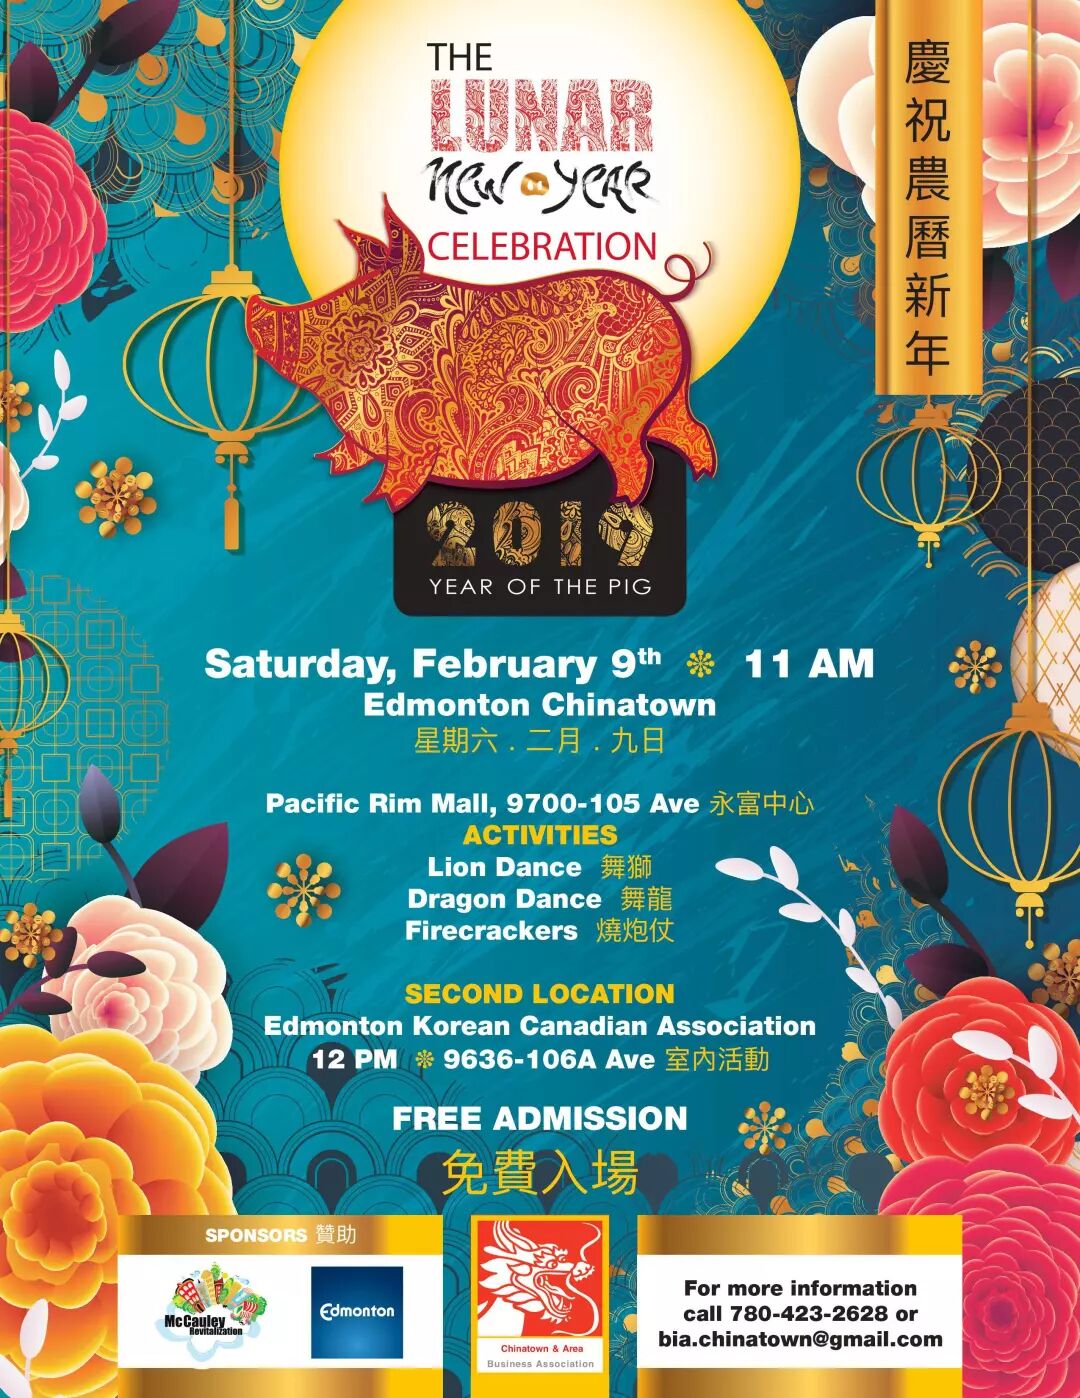 THE
LUNAR
NEW YEAR
CELEBRATION
慶祝農曆新年
2019
YEAR OF THE PIG
Saturday, February 9th ❇ 11 AM
Edmonton Chinatown
星期六 . 二月 . 九日
Pacific Rim Mall, 9700-105 Ave 永富中心
ACTIVITIES
Lion Dance 舞獅
Dragon Dance 舞龍
Firecrackers 燒炮仗
SECOND LOCATION
Edmonton Korean Canadian Association
12 PM ❇ 9636-106A Ave 室內活動
FREE ADMISSION
免費入場
SPONSORS 贊助
McCauley
Revitalization
Edmonton
Chinatown & Area
Business Association
For more information
call 780-423-2628 or
bia.chinatown@gmail.com